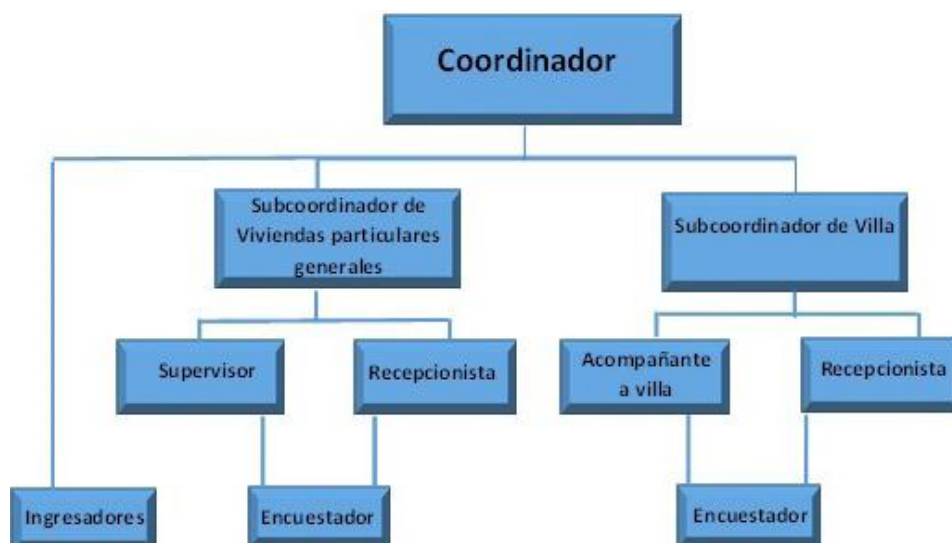 Coordinador
Subcoordinador de
Viviendas particulares
generales
Subcoordinador de Villa
Supervisor
Recepcionista
Acompañante
a villa
Recepcionista
Ingresadores
Encuestador
Encuestador